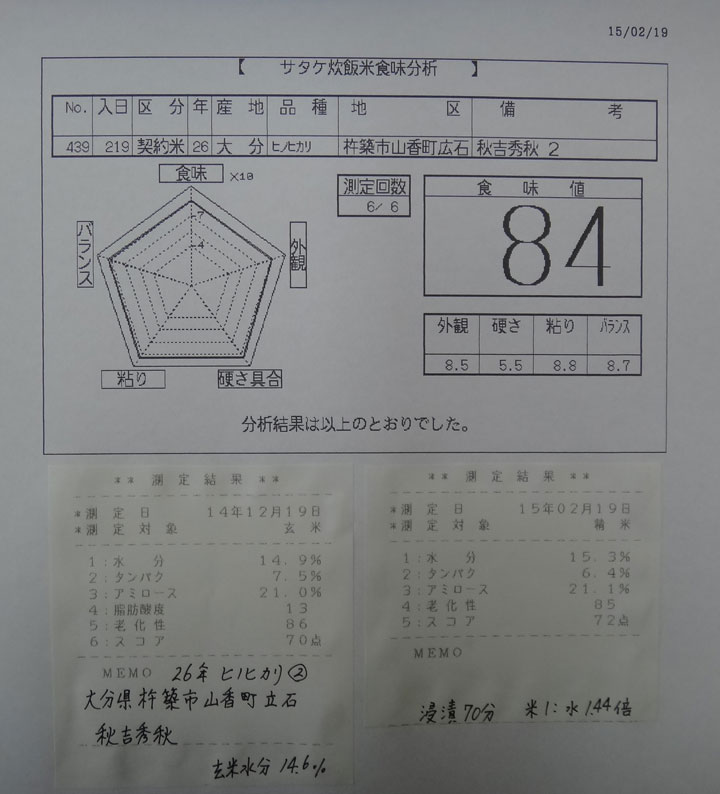 15/02/19
【 サタケ炊飯米食味分析 】
No. 入日 区分 年 産地 品種 地区 備考
439 219 契約米 26 大分 ヒノヒカリ 杵築市山香町広石 秋吉秀秋 2
食味 ×10
7
4
バランス
外観
粘り
硬さ具合
測定回数
6/ 6
食味値
84
外観 硬さ 粘り バランス
8.5 5.5 8.8 8.7
分析結果は以上のとおりでした。
** 測定結果 **
*測定日 14年12月19日
*測定対象 玄米
1:水分 14.9%
2:タンパク 7.5%
3:アミロース 21.0%
4:脂肪酸度 13
5:老化性 86
6:スコア 70点
MEMO 26年 ヒノヒカリ②
大分県杵築市山香町立石
秋吉秀秋
玄米水分 14.6%
** 測定結果 **
*測定日 15年02月19日
*測定対象 精米
1:水分 15.3%
2:タンパク 6.4%
3:アミロース 21.1%
4:老化性 85
5:スコア 72点
MEMO
浸漬70分 米1:水1.44倍